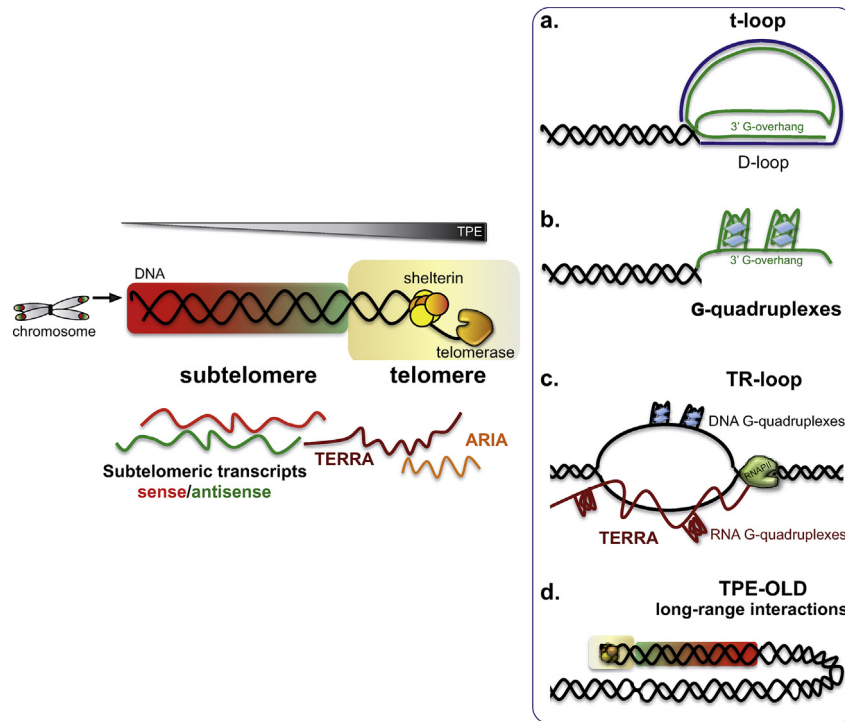 TPE
DNA
shelterin
chromosome
telomerase
subtelomere
telomere
TERRA
ARIA
Subtelomeric transcripts
sense/antisense
a.
t-loop
3' G-overhang
D-loop
b.
3' G-overhang
G-quadruplexes
c.
TR-loop
DNA G-quadruplexes
RNAPII
TERRA
RNA G-quadruplexes
d.
TPE-OLD
long-range interactions